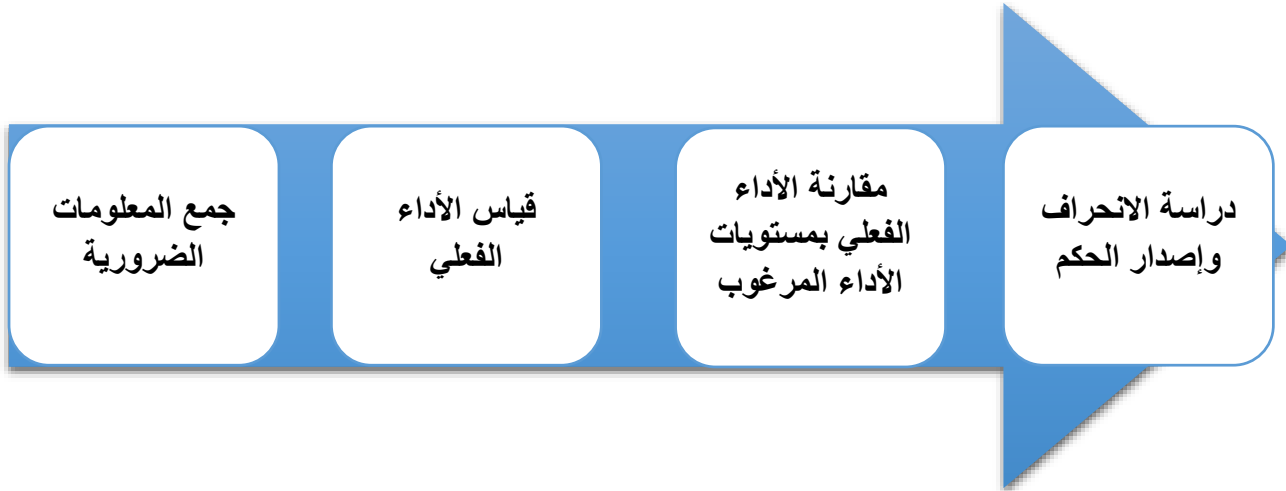 جمع المعلومات
الضرورية
قياس الأداء
الفعلي
مقارنة الأداء
الفعلي بمستويات
الأداء المرغوب
دراسة الانحراف
وإصدار الحكم